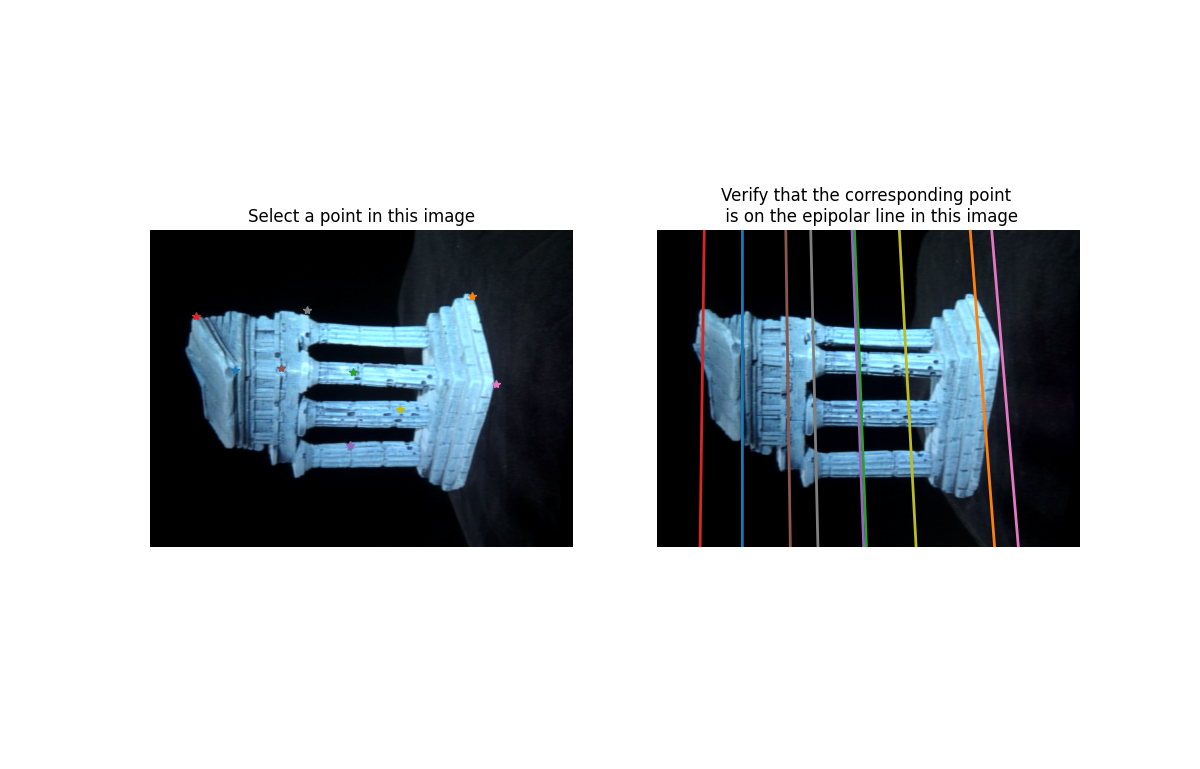 Select a point in this image
Verify that the corresponding point
is on the epipolar line in this image